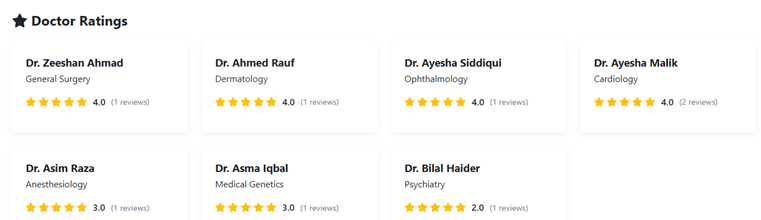 Doctor Ratings
Dr. Zeeshan Ahmad
General Surgery
4.0 (1 reviews)
Dr. Ahmed Rauf
Dermatology
4.0 (1 reviews)
Dr. Ayesha Siddiqui
Ophthalmology
4.0 (1 reviews)
Dr. Ayesha Malik
Cardiology
4.0 (2 reviews)
Dr. Asim Raza
Anesthesiology
3.0 (1 reviews)
Dr. Asma Iqbal
Medical Genetics
3.0 (1 reviews)
Dr. Bilal Haider
Psychiatry
2.0 (1 reviews)